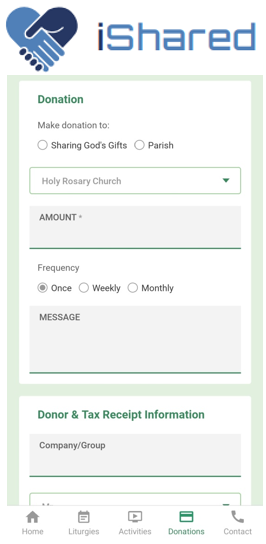 iShared
Donation
Make donation to:
Sharing God's Gifts Parish
Holy Rosary Church
AMOUNT *
Frequency
Once Weekly Monthly
MESSAGE
Donor & Tax Receipt Information
Company/Group
Home Liturgies Activities Donations Contact